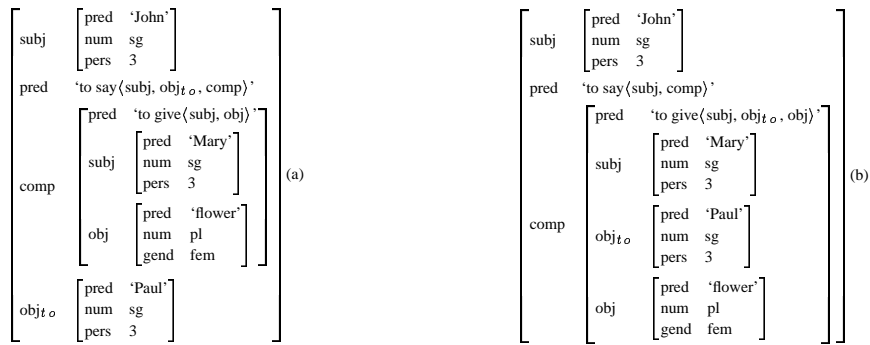 pred ‘John’
subj num sg
pers 3
pred ‘to say⟨subj, obj_to, comp⟩’
pred ‘to give⟨subj, obj⟩’
pred ‘Mary’
subj num sg
pers 3
comp
pred ‘flower’
obj num pl
gend fem
pred ‘Paul’
obj_to num sg
pers 3
(a)
pred ‘John’
subj num sg
pers 3
pred ‘to say⟨subj, comp⟩’
pred ‘to give⟨subj, obj_to, obj⟩’
pred ‘Mary’
subj num sg
pers 3
comp
pred ‘Paul’
obj_to num sg
pers 3
pred ‘flower’
obj num pl
gend fem
(b)